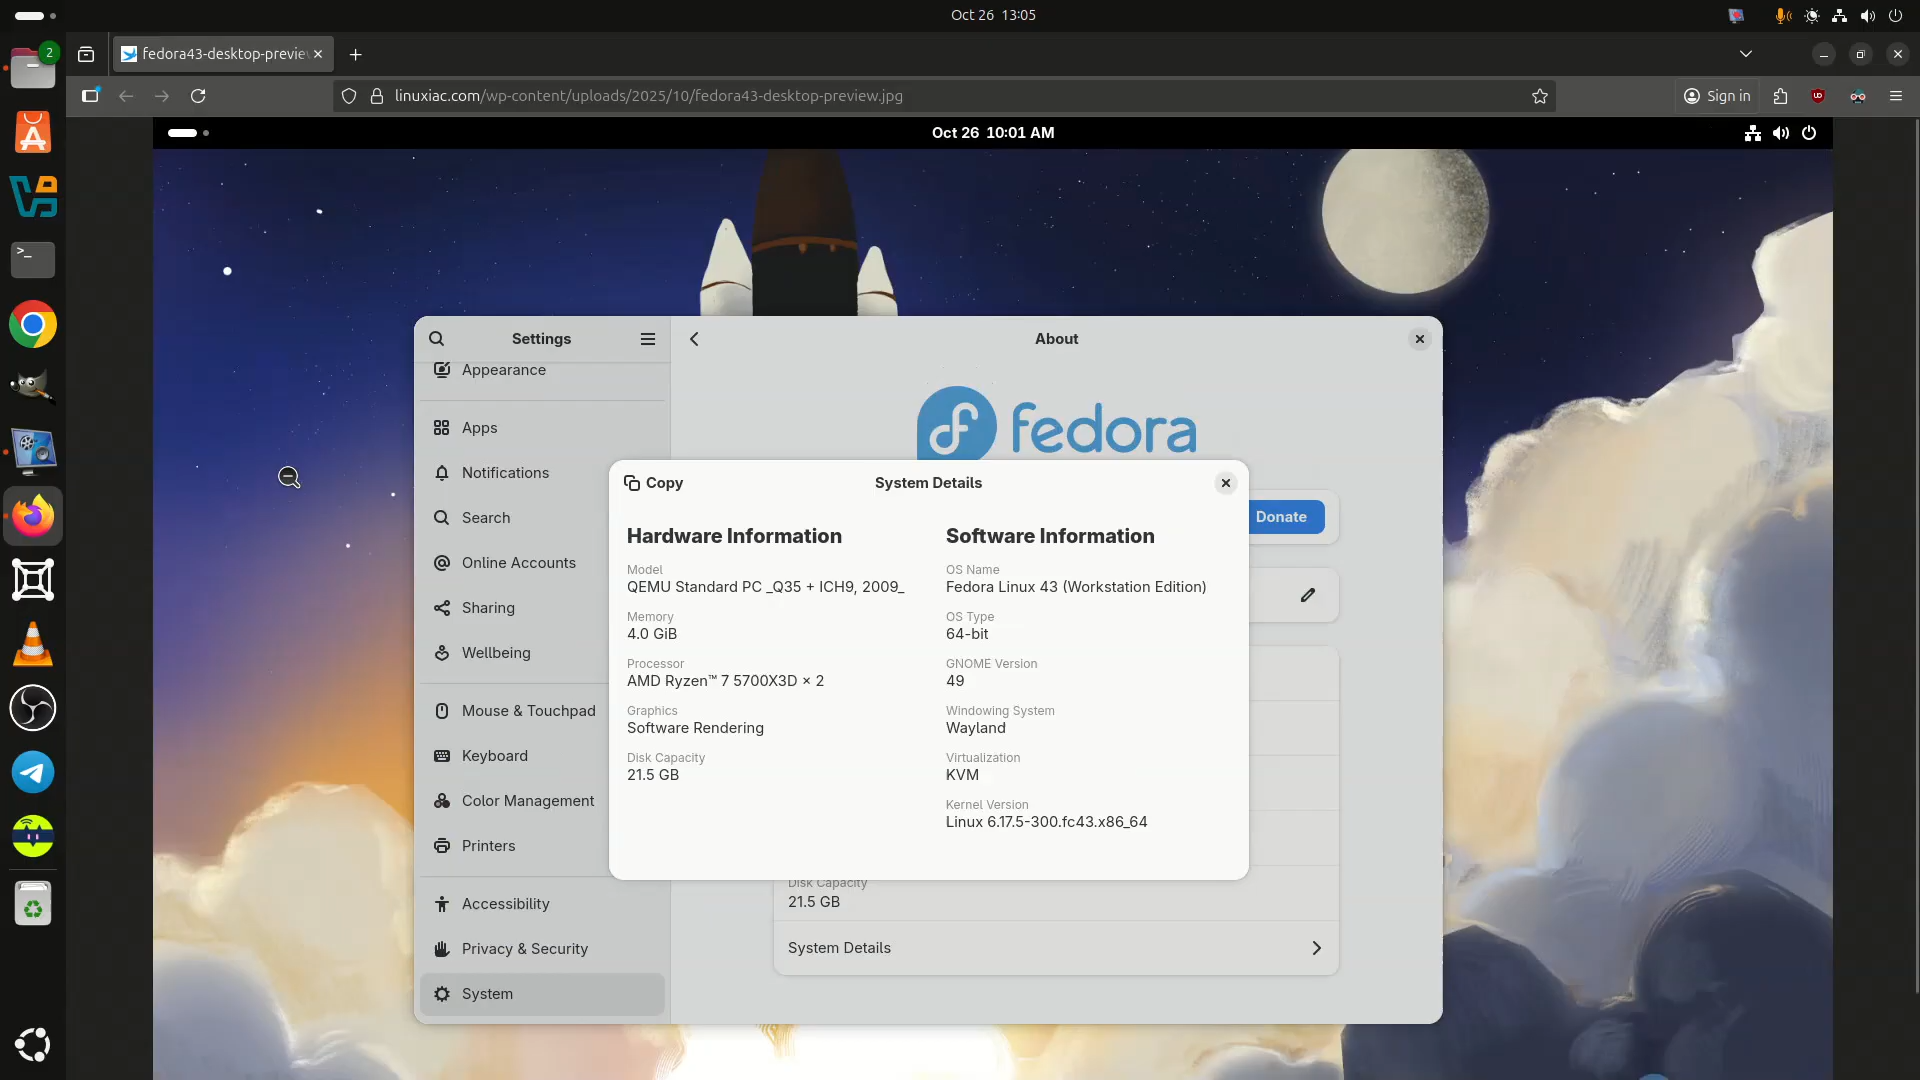 Oct 26 13:05
2
fedora43-desktop-previe
linuxiac.com/wp-content/uploads/2025/10/fedora43-desktop-preview.jpg
Sign in
Oct 26 10:01 AM
Settings
About
Appearance
Apps
Notifications
Search
Online Accounts
Sharing
Wellbeing
Mouse & Touchpad
Keyboard
Color Management
Printers
Accessibility
Privacy & Security
System
fedora
Donate
Copy
System Details
Hardware Information
Model
QEMU Standard PC _Q35 + ICH9, 2009_
Memory
4.0 GiB
Processor
AMD Ryzen™ 7 5700X3D × 2
Graphics
Software Rendering
Disk Capacity
21.5 GB
Software Information
OS Name
Fedora Linux 43 (Workstation Edition)
OS Type
64-bit
GNOME Version
49
Windowing System
Wayland
Virtualization
KVM
Kernel Version
Linux 6.17.5-300.fc43.x86_64
Disk Capacity
21.5 GB
System Details